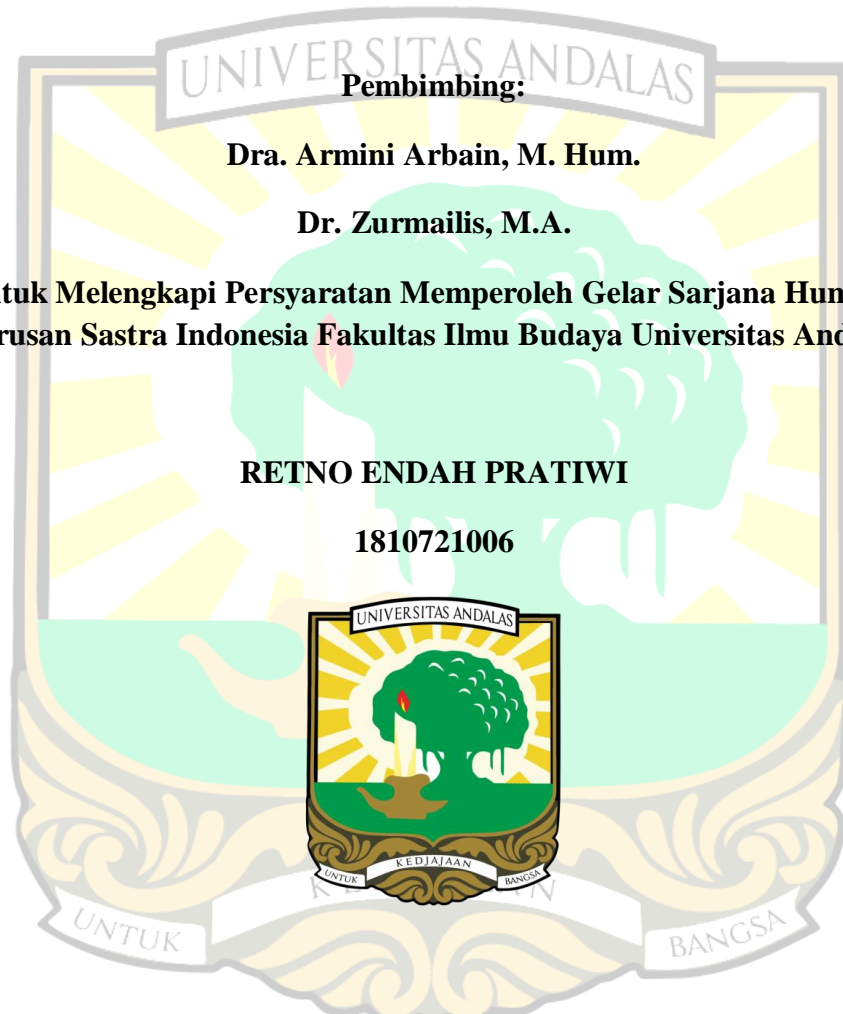 UNIVERSITAS ANDALAS
Pembimbing:
Dra. Armini Arbain, M. Hum.
Dr. Zurmailis, M.A.
tuk Melengkapi Persyaratan Memperoleh Gelar Sarjana Hum
rusan Sastra Indonesia Fakultas Ilmu Budaya Universitas And
RETNO ENDAH PRATIWI
1810721006
UNIVERSITAS ANDALAS
UNTUK KEDJAJAAN BANGSA
UNTUK BANGSA